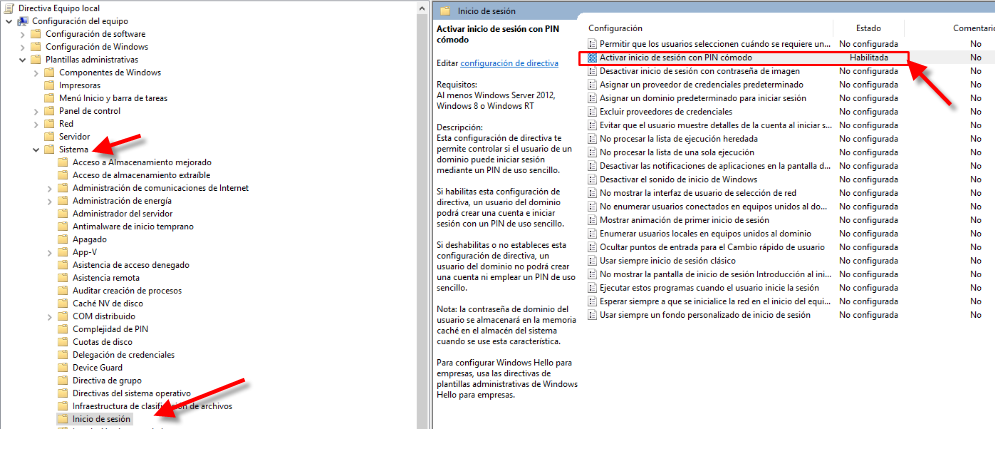 Directiva Equipo local
Configuración del equipo
Configuración de software
Configuración de Windows
Plantillas administrativas
Componentes de Windows
Impresoras
Menú Inicio y barra de tareas
Panel de control
Red
Servidor
Sistema
Acceso a Almacenamiento mejorado
Acceso de almacenamiento extraíble
Administración de comunicaciones de Internet
Administración de energía
Administrador del servidor
Antimalware de inicio temprano
Apagado
App-V
Asistencia de acceso denegado
Asistencia remota
Auditar creación de procesos
Caché NV de disco
COM distribuido
Complejidad de PIN
Cuotas de disco
Delegación de credenciales
Device Guard
Directiva de grupo
Directivas del sistema operativo
Infraestructura de clasificación de archivos
Inicio de sesión
Inicio de sesión
Activar inicio de sesión con PIN
cómodo
Editar configuración de directiva
Requisitos:
Al menos Windows Server 2012,
Windows 8 o Windows RT
Descripción:
Esta configuración de directiva te
permite controlar si el usuario de un
dominio puede iniciar sesión
mediante un PIN de uso sencillo.
Si habilitas esta configuración de
directiva, un usuario del dominio
podrá crear una cuenta e iniciar
sesión con un PIN de uso sencillo.
Si deshabilitas o no estableces esta
configuración de directiva, un
usuario del dominio no podrá crear
una cuenta ni emplear un PIN de uso
sencillo.
Nota: la contraseña de dominio del
usuario se almacenará en la memoria
caché en el almacén del sistema
cuando se use esta característica.
Para configurar Windows Hello para
empresas, usa las directivas de
plantillas administrativas de Windows
Hello para empresas.
Configuración Estado Comentario
Permitir que los usuarios seleccionen cuándo se requiere un... No configurada No
Activar inicio de sesión con PIN cómodo Habilitada No
Desactivar inicio de sesión con contraseña de imagen No configurada No
Asignar un proveedor de credenciales predeterminado No configurada No
Asignar un dominio predeterminado para iniciar sesión No configurada No
Excluir proveedores de credenciales No configurada No
Evitar que el usuario muestre detalles de la cuenta al iniciar s... No configurada No
No procesar la lista de ejecución heredada No configurada No
No procesar la lista de una sola ejecución No configurada No
Desactivar las notificaciones de aplicaciones en la pantalla d... No configurada No
Desactivar el sonido de inicio de Windows No configurada No
No mostrar la interfaz de usuario de selección de red No configurada No
No enumerar usuarios conectados en equipos unidos al do... No configurada No
Mostrar animación de primer inicio de sesión No configurada No
Enumerar usuarios locales en equipos unidos al dominio No configurada No
Ocultar puntos de entrada para el Cambio rápido de usuario No configurada No
Usar siempre inicio de sesión clásico No configurada No
No mostrar la pantalla de inicio de sesión Introducción al ini... No configurada No
Ejecutar estos programas cuando el usuario inicie la sesión No configurada No
Esperar siempre a que se inicialice la red en el inicio del equi... No configurada No
Usar siempre un fondo personalizado de inicio de sesión No configurada No